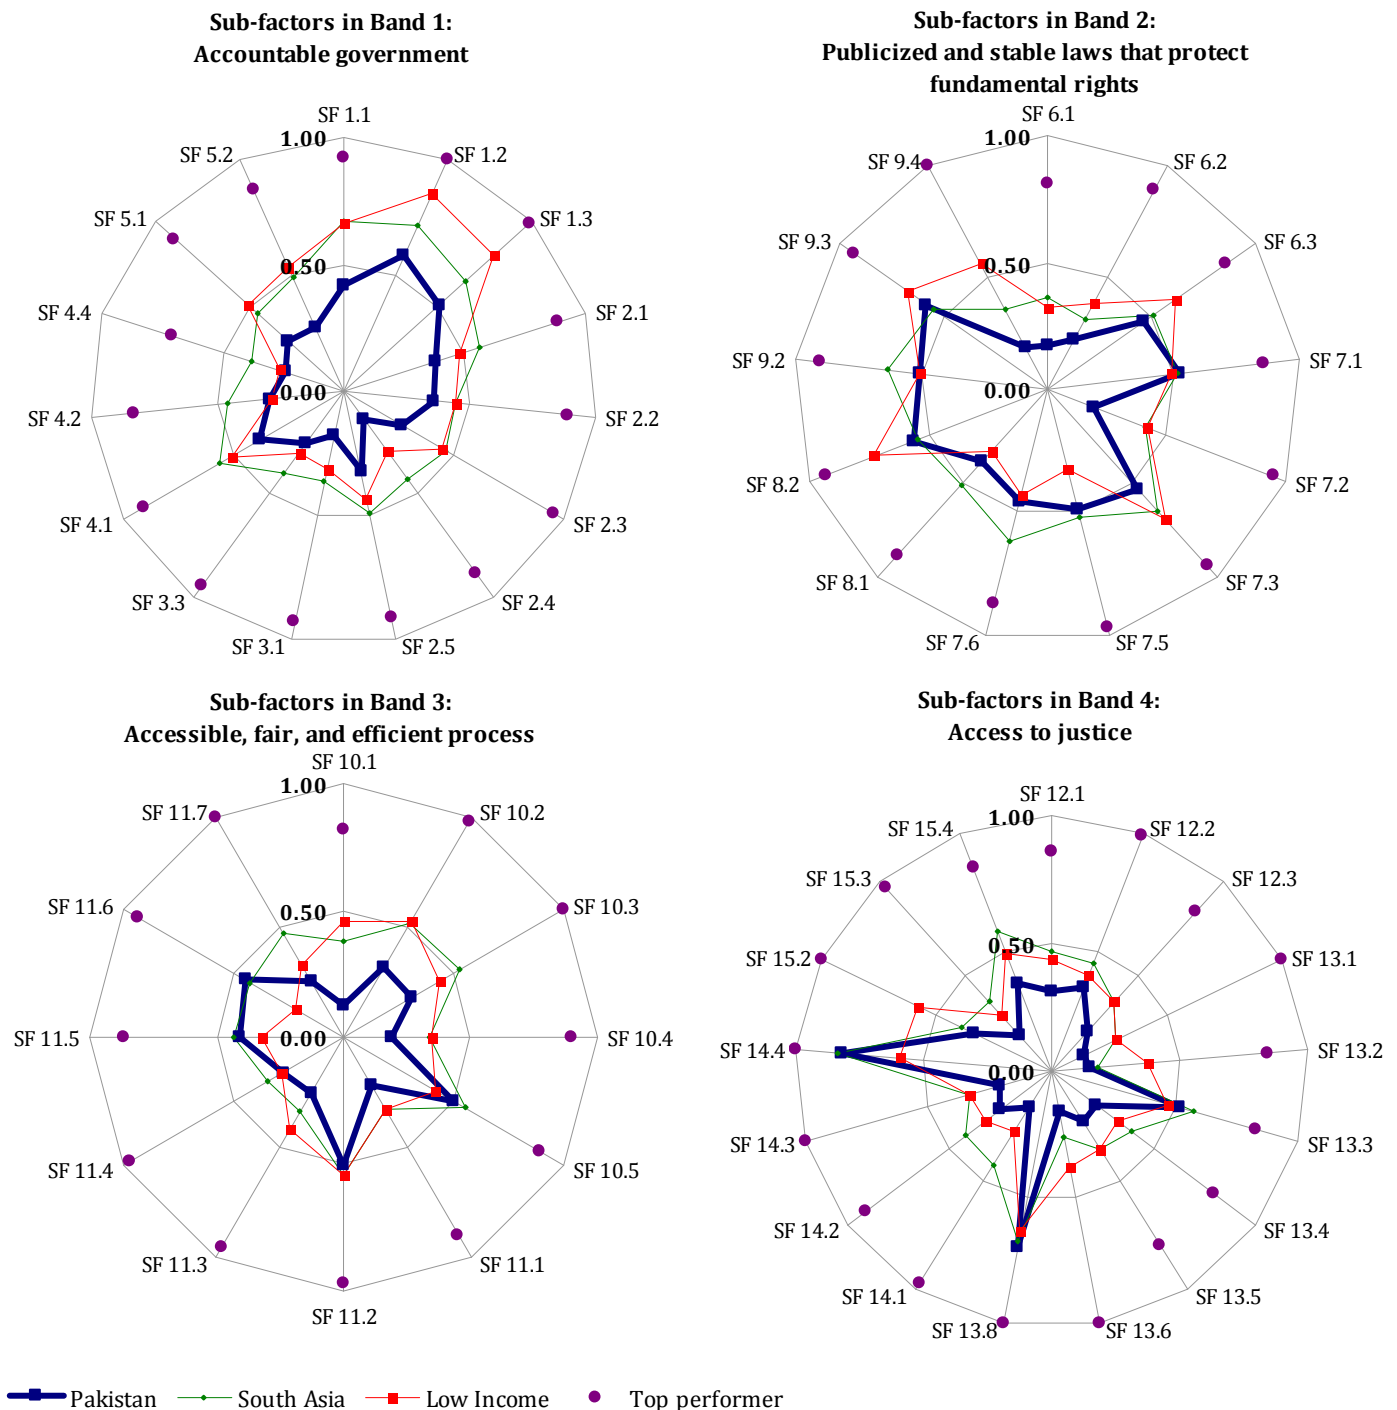 Sub-factors in Band 1:
Accountable government
SF 1.1
1.00
SF 1.2
SF 5.2
SF 1.3
SF 5.1
0.50
SF 4.4
SF 2.1
0.00
SF 4.2
SF 2.2
SF 4.1
SF 2.3
SF 3.3
SF 2.4
SF 3.1
SF 2.5
Sub-factors in Band 2:
Publicized and stable laws that protect
fundamental rights
SF 6.1
1.00
SF 9.4
SF 6.2
SF 9.3
SF 6.3
0.50
SF 9.2
SF 7.1
0.00
SF 8.2
SF 7.2
SF 8.1
SF 7.3
SF 7.6
SF 7.5
Sub-factors in Band 3:
Accessible, fair, and efficient process
SF 10.1
1.00
SF 11.7
SF 10.2
SF 11.6
SF 10.3
0.50
SF 11.5
0.00
SF 10.4
SF 11.4
SF 10.5
SF 11.3
SF 11.1
SF 11.2
Sub-factors in Band 4:
Access to justice
SF 12.1
1.00
SF 15.4
SF 12.2
SF 15.3
SF 12.3
SF 15.2
0.50
SF 13.1
SF 14.4
SF 13.2
0.00
SF 14.3
SF 13.3
SF 14.2
SF 13.4
SF 14.1
SF 13.5
SF 13.8
SF 13.6
Pakistan
South Asia
Low Income
Top performer